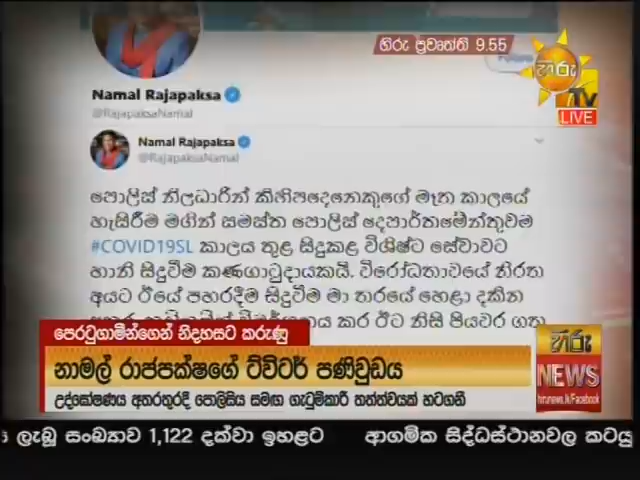 හිරු ප්‍රවෘත්ති 9.55
හිරු
TV
LIVE
Namal Rajapaksa
@RajapaksaNamal
Namal Rajapaksa
@RajapaksaNamal
පොලිස් නිලධාරින් කිහිපදෙනෙකුගේ මෑත කාලයේ
හැසිරීම මගින් සමස්ත පොලිස් දෙපාර්තමේන්තුවම
#COVID19SL කාලය තුළ සිදුකළ විශිෂ්ට සේවාවට
හානි සිදුවීම කණගාටුදායකයි. විරෝධතාවයේ නිරත
අයට ඊයේ පහරදීම සිදුවීම මා තරයේ හෙළා දකින
කර ඊට නිසි පියවර ගත
පෙරටුගාමීන්ගෙන් නිදහසට කරුණු
නාමල් රාජපක්ෂගේ ට්විටර් පණිවුඩය
උද්ඝෝෂණය අතරතුරදී පොලිසිය සමඟ ගැටුම්කාරී තත්ත්වයක් හටගනී
හිරු
NEWS
hirunews.lk/Facebook
ලැබූ සංඛ්‍යාව 1,122 දක්වා ඉහළට ආගමික සිද්ධස්ථානවල කටයු